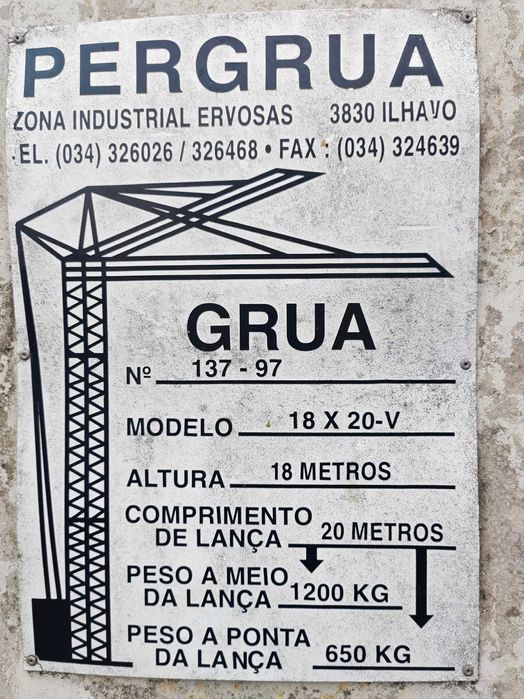 PERGRUA
ZONA INDUSTRIAL ERVOSAS 3830 ILHAVO
TEL. (034) 326026 / 326468 • FAX : (034) 324639
GRUA
Nº 137 - 97
MODELO 18 X 20-V
ALTURA 18 METROS
COMPRIMENTO
DE LANÇA 20 METROS
PESO A MEIO
DA LANÇA 1200 KG
PESO A PONTA
DA LANÇA 650 KG